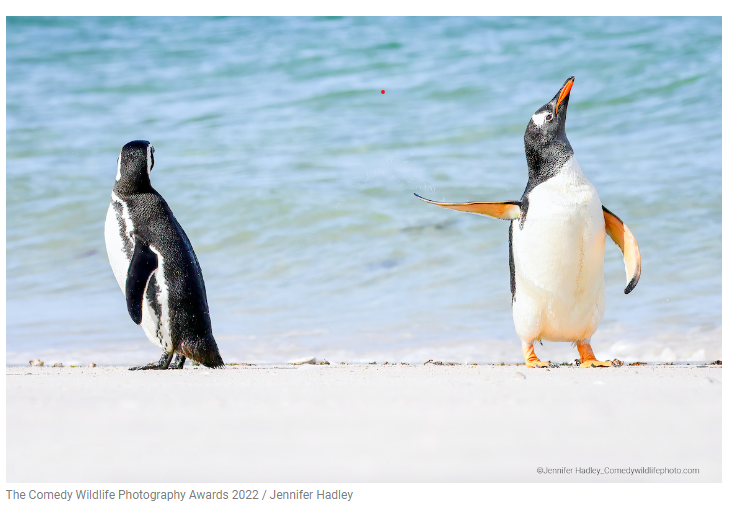 ©Jennifer Hadley_Comedywildlifephoto.com
The Comedy Wildlife Photography Awards 2022 / Jennifer Hadley